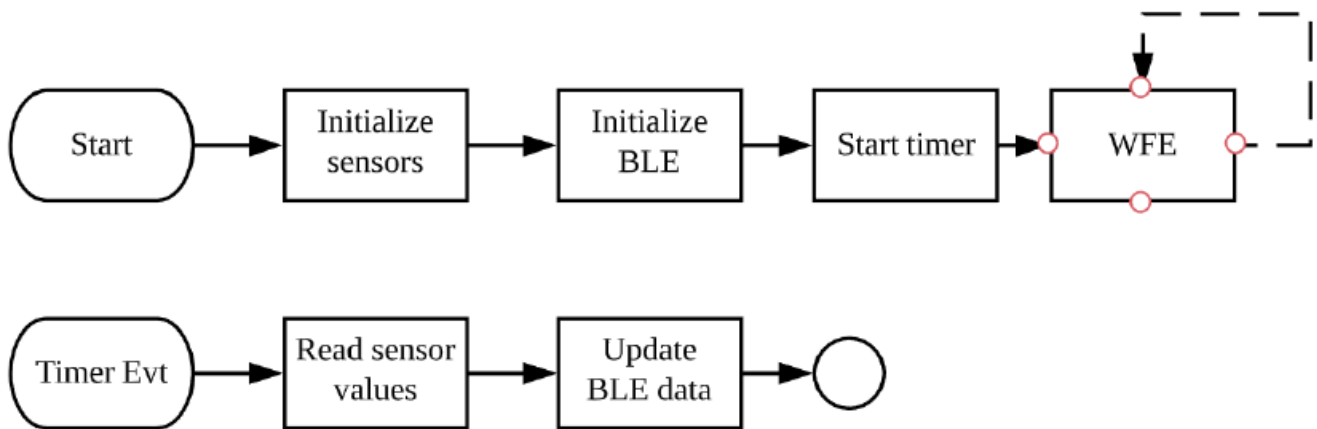 Start
Initialize
sensors
Initialize
BLE
Start timer
WFE
Timer Evt
Read sensor
values
Update
BLE data